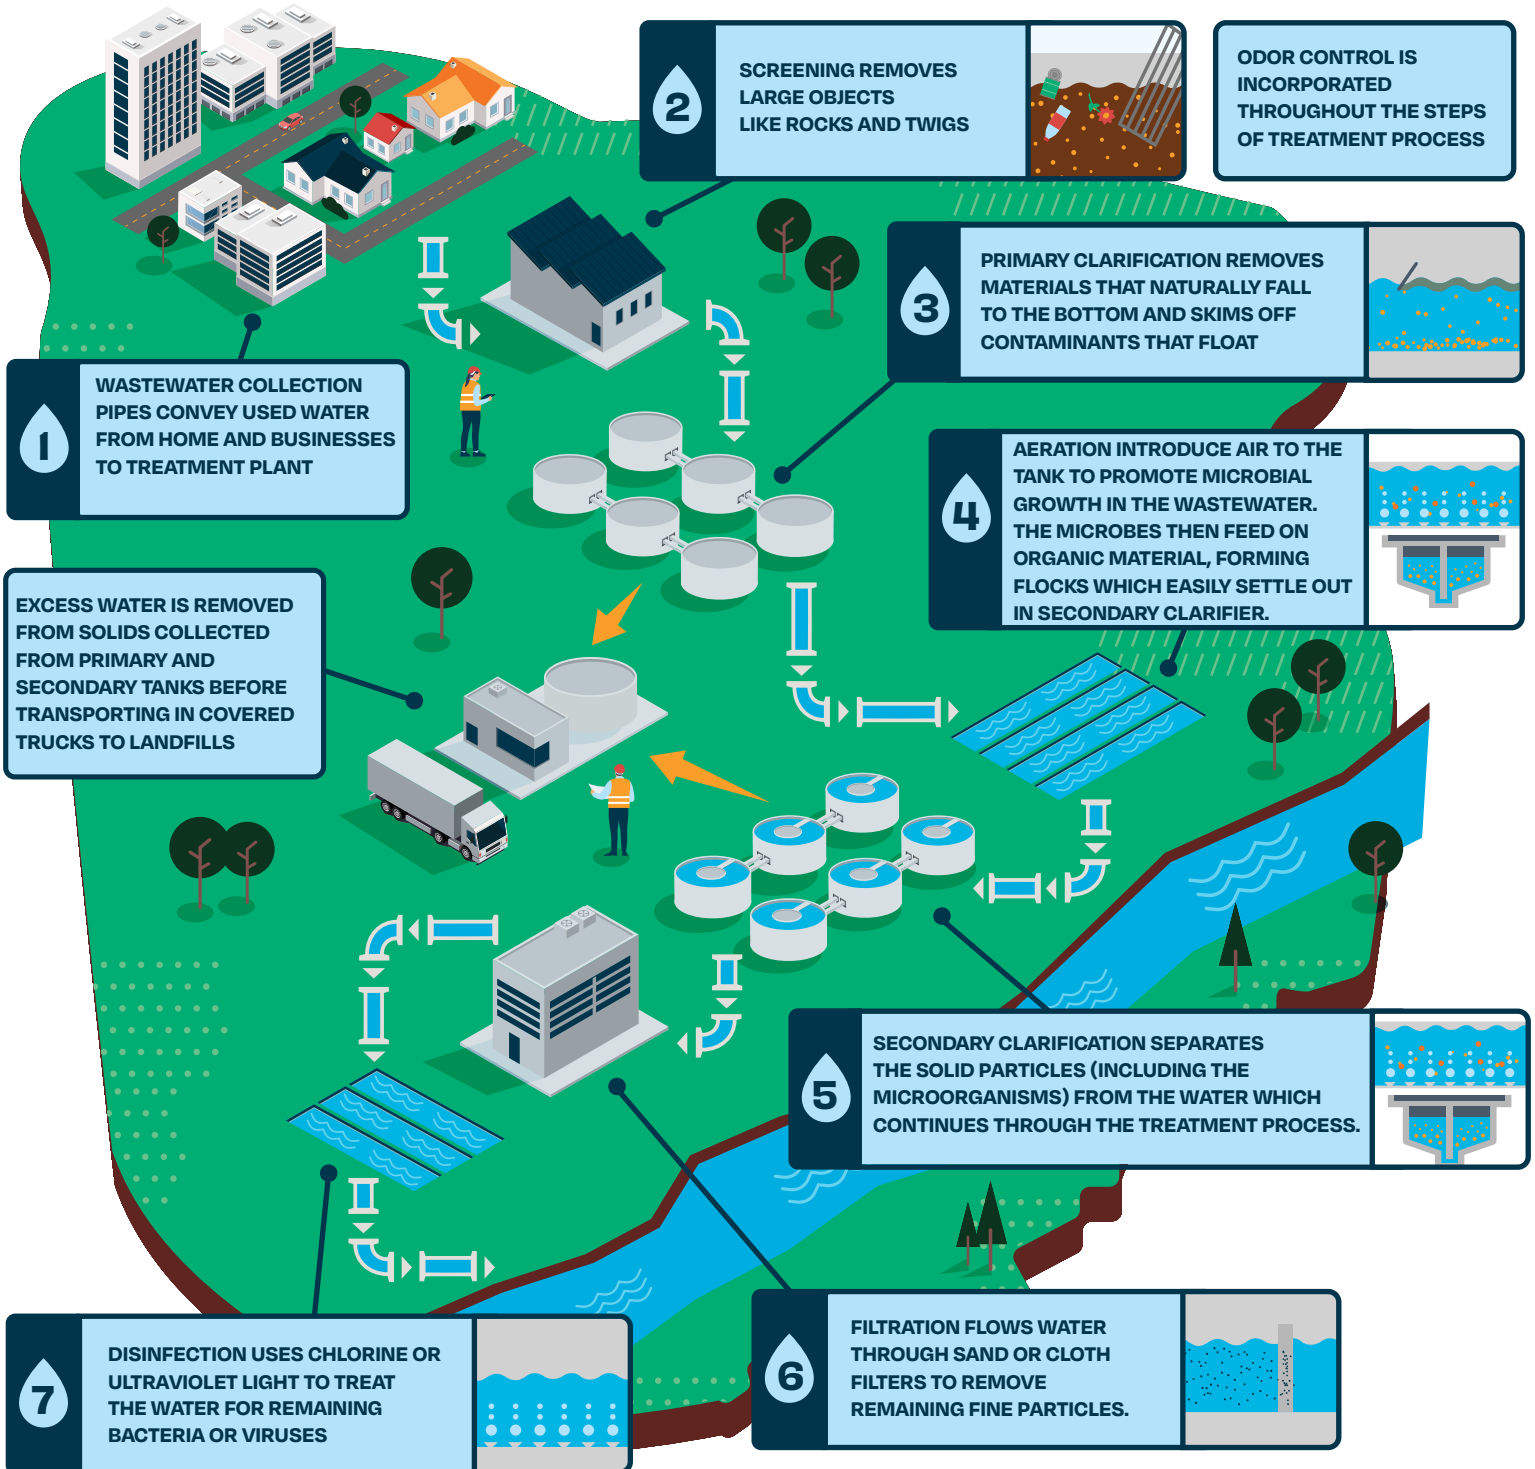 1
WASTEWATER COLLECTION
PIPES CONVEY USED WATER
FROM HOME AND BUSINESSES
TO TREATMENT PLANT
2
SCREENING REMOVES
LARGE OBJECTS
LIKE ROCKS AND TWIGS
ODOR CONTROL IS
INCORPORATED
THROUGHOUT THE STEPS
OF TREATMENT PROCESS
3
PRIMARY CLARIFICATION REMOVES
MATERIALS THAT NATURALLY FALL
TO THE BOTTOM AND SKIMS OFF
CONTAMINANTS THAT FLOAT
4
AERATION INTRODUCE AIR TO THE
TANK TO PROMOTE MICROBIAL
GROWTH IN THE WASTEWATER.
THE MICROBES THEN FEED ON
ORGANIC MATERIAL, FORMING
FLOCKS WHICH EASILY SETTLE OUT
IN SECONDARY CLARIFIER.
EXCESS WATER IS REMOVED
FROM SOLIDS COLLECTED
FROM PRIMARY AND
SECONDARY TANKS BEFORE
TRANSPORTING IN COVERED
TRUCKS TO LANDFILLS
5
SECONDARY CLARIFICATION SEPARATES
THE SOLID PARTICLES (INCLUDING THE
MICROORGANISMS) FROM THE WATER WHICH
CONTINUES THROUGH THE TREATMENT PROCESS.
6
FILTRATION FLOWS WATER
THROUGH SAND OR CLOTH
FILTERS TO REMOVE
REMAINING FINE PARTICLES.
7
DISINFECTION USES CHLORINE OR
ULTRAVIOLET LIGHT TO TREAT
THE WATER FOR REMAINING
BACTERIA OR VIRUSES